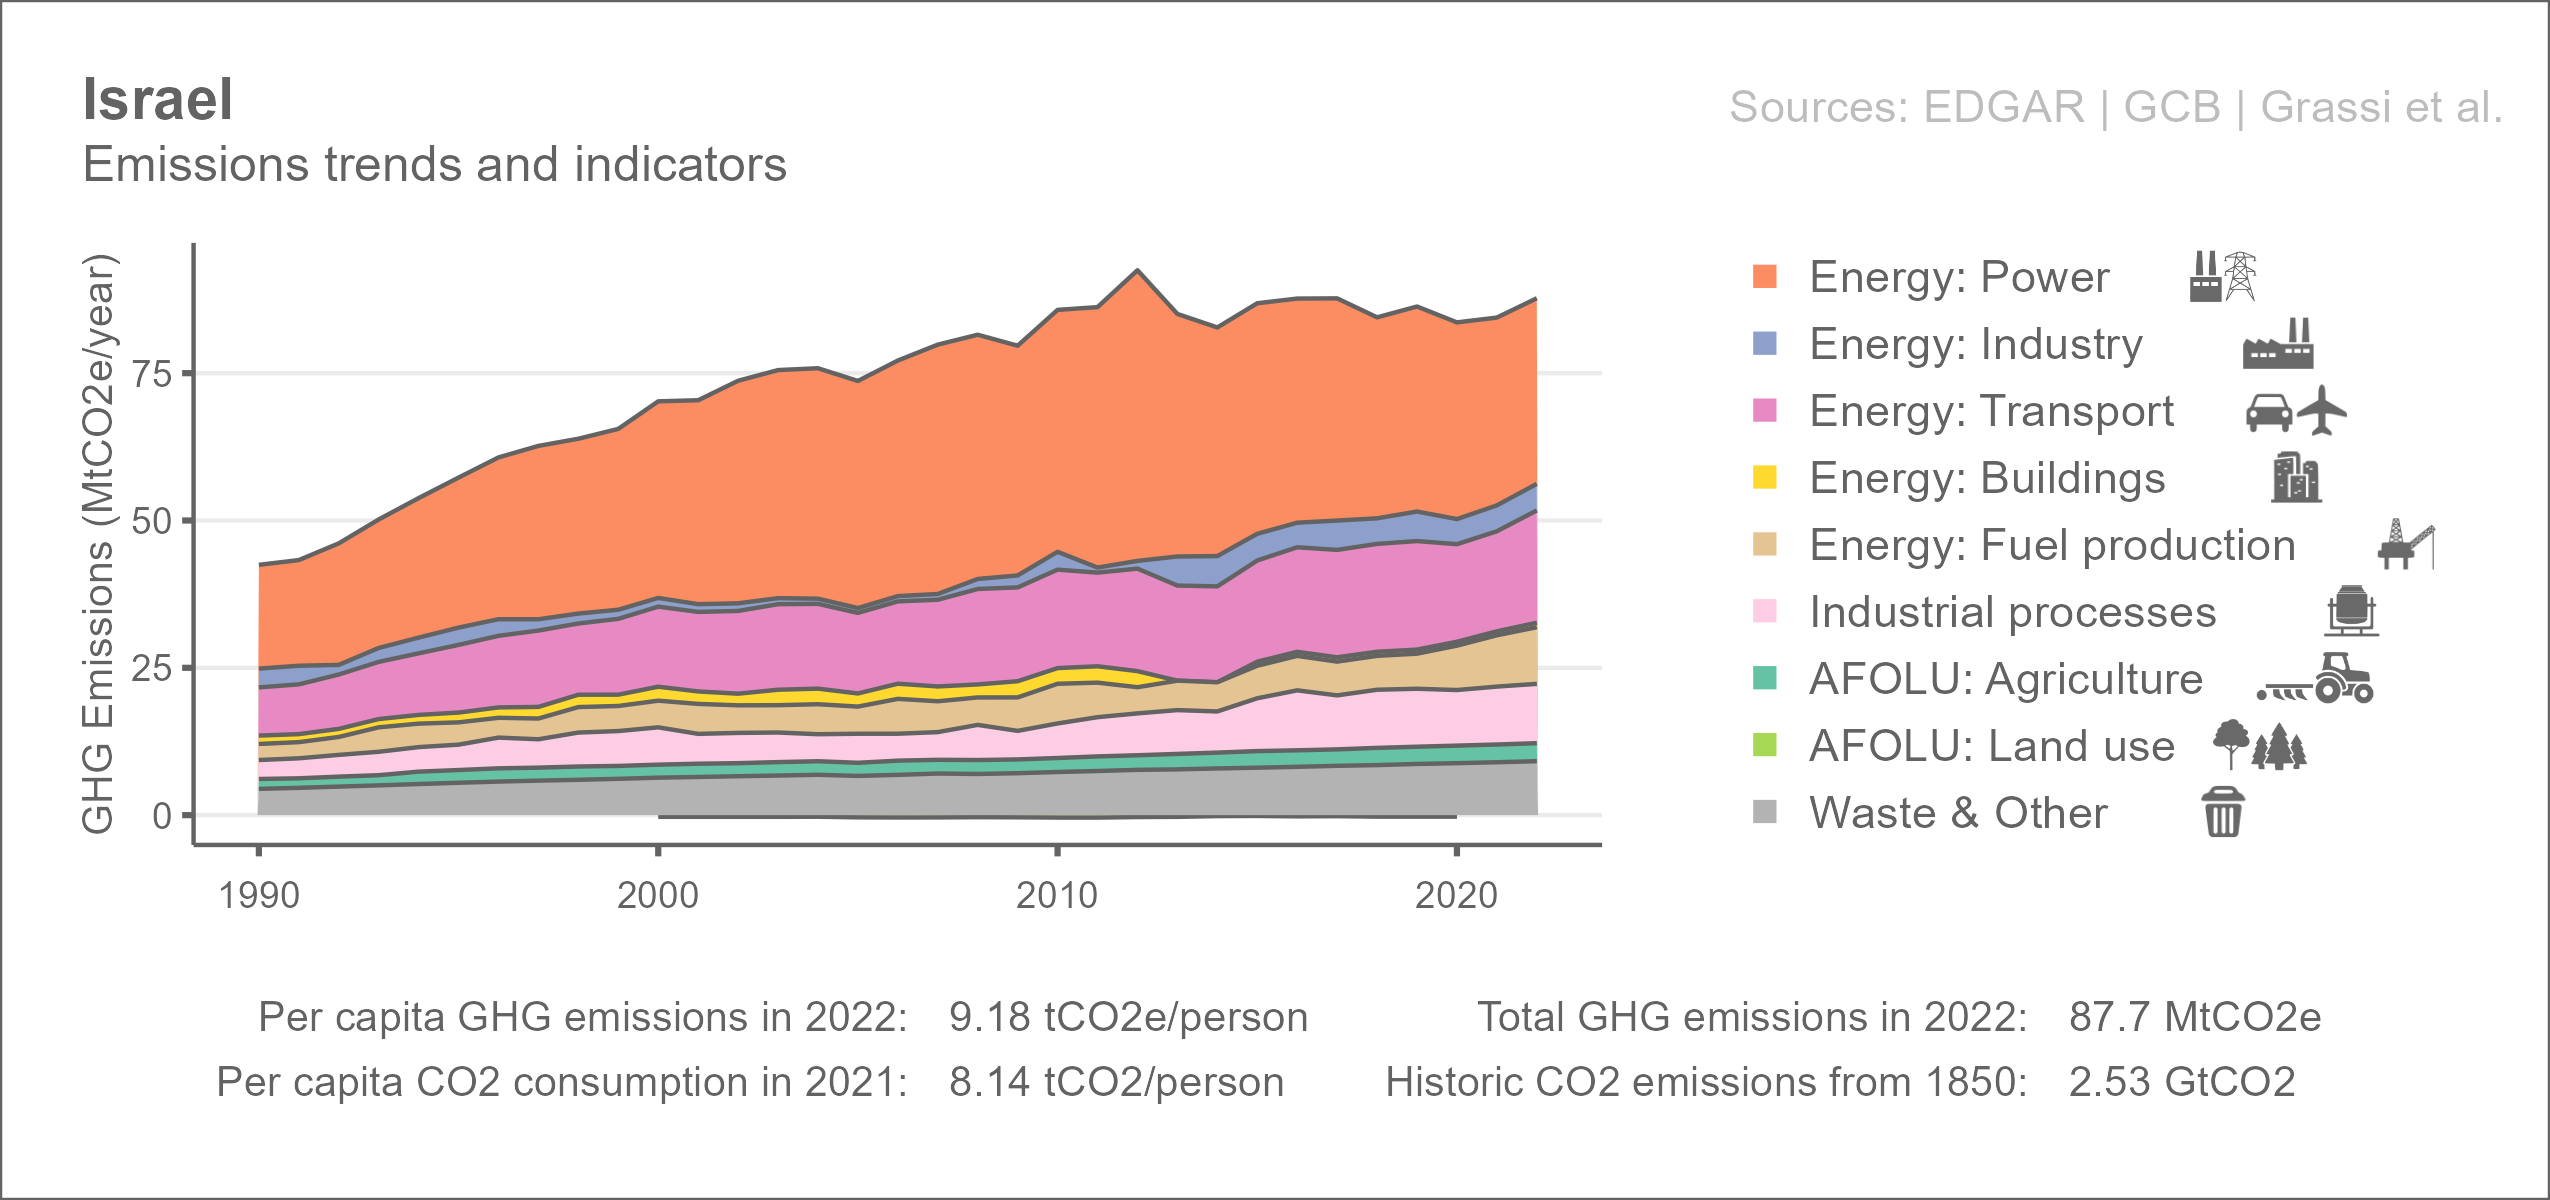 Israel
Sources: EDGAR | GCB | Grassi et al.
Emissions trends and indicators
GHG Emissions (MtCO2e/year)
75
50
25
0
1990
2000
2010
2020
Energy: Power
Energy: Industry
Energy: Transport
Energy: Buildings
Energy: Fuel production
Industrial processes
AFOLU: Agriculture
AFOLU: Land use
Waste & Other
Per capita GHG emissions in 2022: 9.18 tCO2e/person
Total GHG emissions in 2022: 87.7 MtCO2e
Per capita CO2 consumption in 2021: 8.14 tCO2/person
Historic CO2 emissions from 1850: 2.53 GtCO2